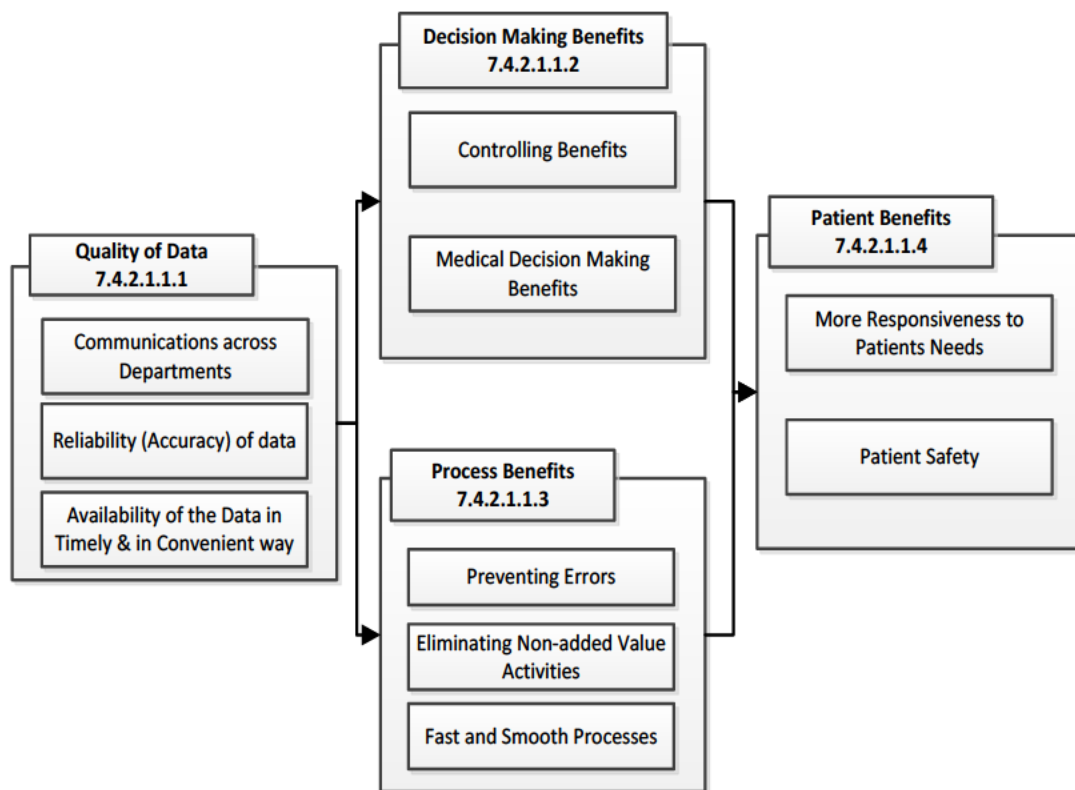 Decision Making Benefits
7.4.2.1.1.2
Controlling Benefits
Medical Decision Making
Benefits
Quality of Data
7.4.2.1.1.1
Communications across
Departments
Reliability (Accuracy) of data
Availability of the Data in
Timely & in Convenient way
Process Benefits
7.4.2.1.1.3
Preventing Errors
Eliminating Non-added Value
Activities
Fast and Smooth Processes
Patient Benefits
7.4.2.1.1.4
More Responsiveness to
Patients Needs
Patient Safety